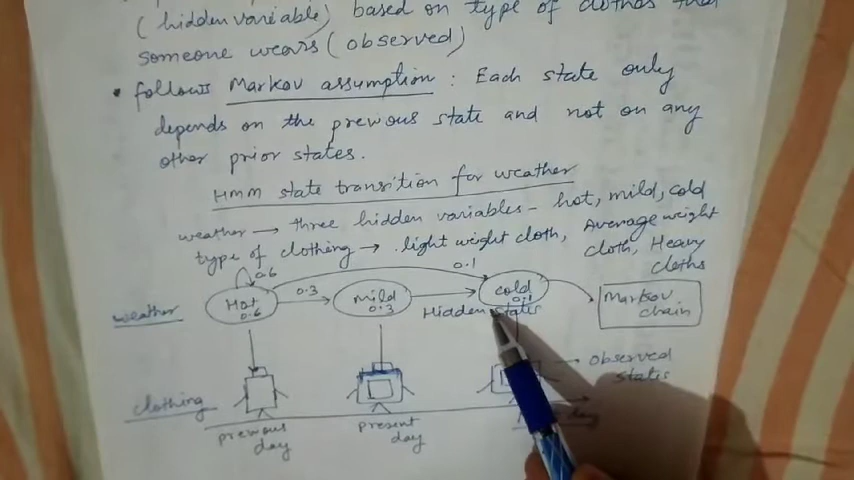 (hidden variable) based on type of clothes that
someone wears (observed)
• follows Markov assumption : Each state only
depends on the previous state and not on any
other prior states.
HMM state transition for weather
weather → three hidden variables - hot, mild, cold
type of clothing → light weight cloth, Average weight
cloth, Heavy
cloths
0.6
0.1
weather
Hot
0.6
0.3
mild
0.3
cold
0.1
Markov
chain
Hidden states
observed
states
clothing
previous
day
present
day
day